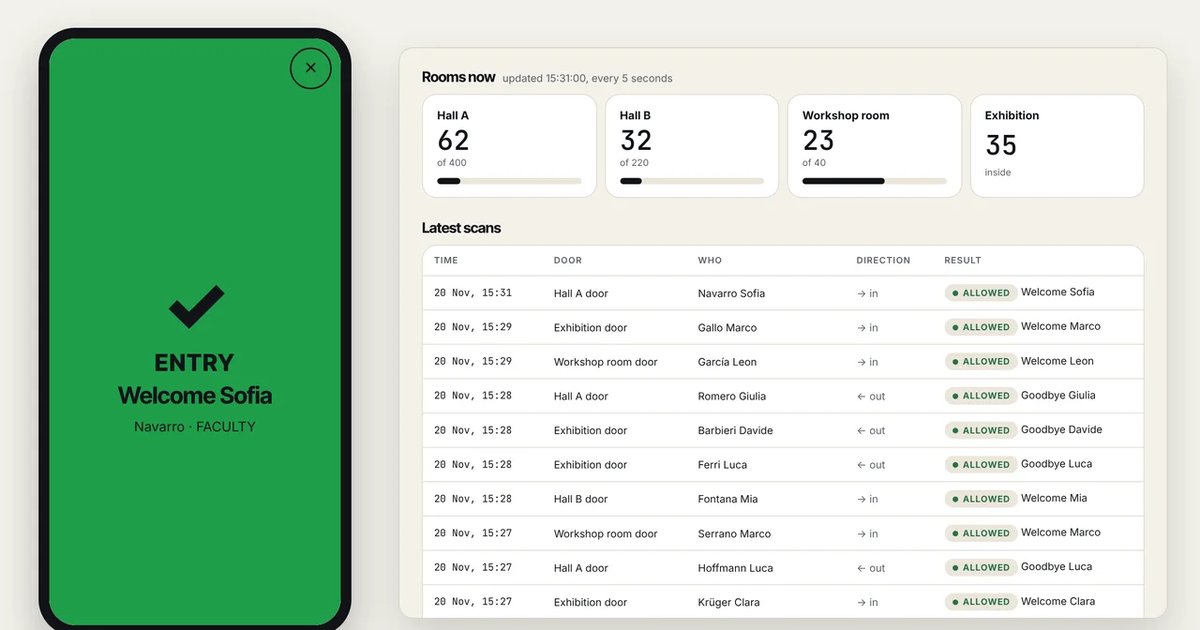 ×
ENTRY
Welcome Sofia
Navarro · FACULTY
Rooms now updated 15:31:00, every 5 seconds
Hall A
62
of 400
Hall B
32
of 220
Workshop room
23
of 40
Exhibition
35
inside
Latest scans
TIME DOOR WHO DIRECTION RESULT
20 Nov, 15:31 Hall A door Navarro Sofia → in ALLOWED Welcome Sofia
20 Nov, 15:29 Exhibition door Gallo Marco → in ALLOWED Welcome Marco
20 Nov, 15:29 Workshop room door García Leon → in ALLOWED Welcome Leon
20 Nov, 15:28 Hall A door Romero Giulia ← out ALLOWED Goodbye Giulia
20 Nov, 15:28 Exhibition door Barbieri Davide ← out ALLOWED Goodbye Davide
20 Nov, 15:28 Exhibition door Ferri Luca ← out ALLOWED Goodbye Luca
20 Nov, 15:28 Hall B door Fontana Mia → in ALLOWED Welcome Mia
20 Nov, 15:27 Workshop room door Serrano Marco → in ALLOWED Welcome Marco
20 Nov, 15:27 Hall A door Hoffmann Luca ← out ALLOWED Goodbye Luca
20 Nov, 15:27 Exhibition door Krüger Clara → in ALLOWED Welcome Clara